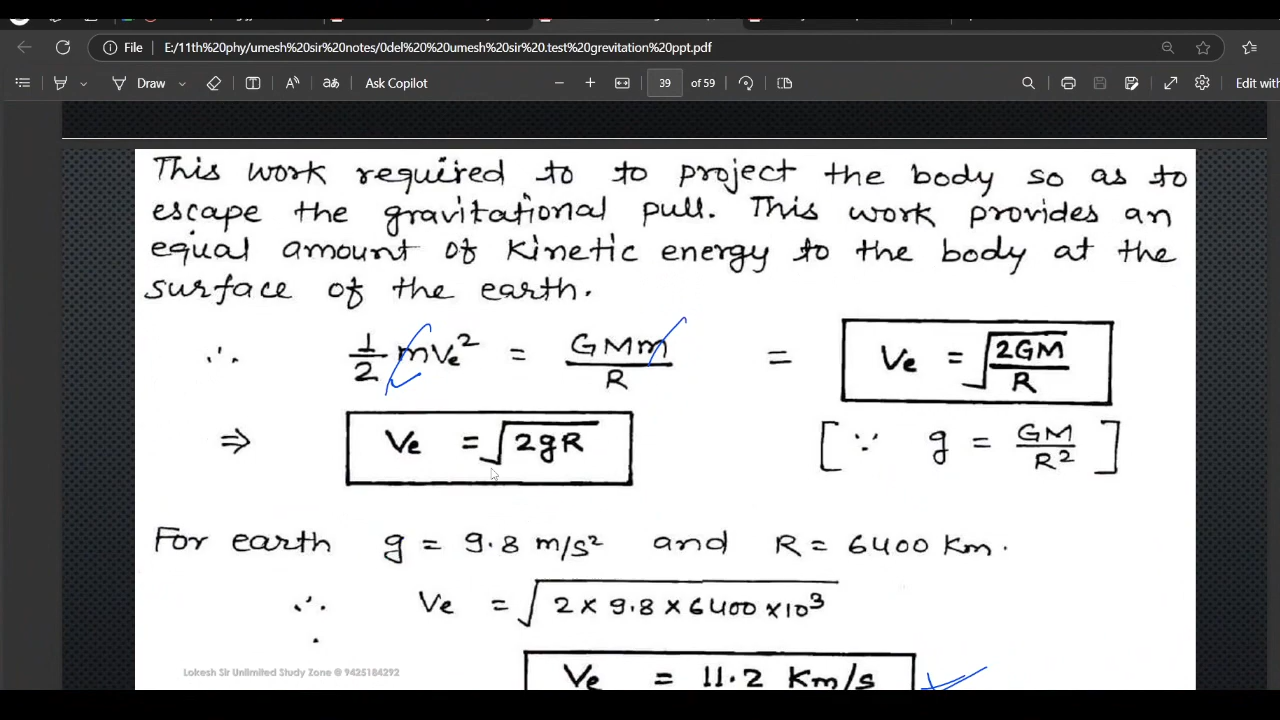 File E:/11th%20phy/umesh%20sir%20notes/0del%20%20umesh%20sir%20.test%20grevitation%20ppt.pdf
Draw aあ Ask Copilot 39 of 59 Edit with
This work required to to project the body so as to
escape the gravitational pull. This work provides an
equal amount of kinetic energy to the body at the
surface of the earth.
∴ 1/2 mVe² = GMm/R = Ve = √(2GM/R)
⇒ Ve = √2gR [∵ g = GM/R²]
For earth g = 9.8 m/s² and R = 6400 Km.
∴ Ve = √2×9.8×6400×10³
Ve = 11.2 Km/s
Lokesh Sir Unlimited Study Zone @ 9425184292